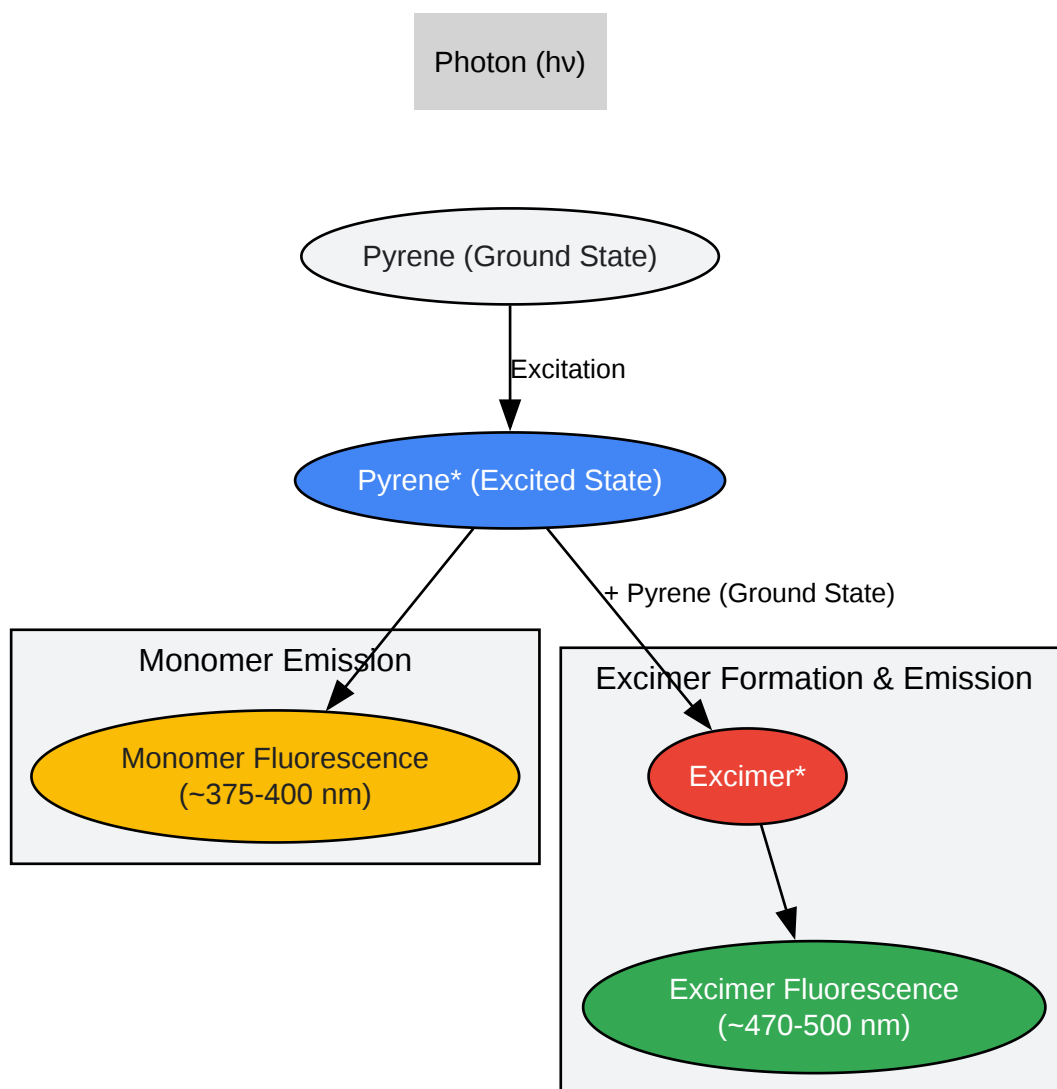 Photon (hν)
Pyrene (Ground State)
Excitation
Pyrene* (Excited State)
+ Pyrene (Ground State)
Monomer Emission
Monomer Fluorescence
(~375-400 nm)
Excimer Formation & Emission
Excimer*
Excimer Fluorescence
(~470-500 nm)